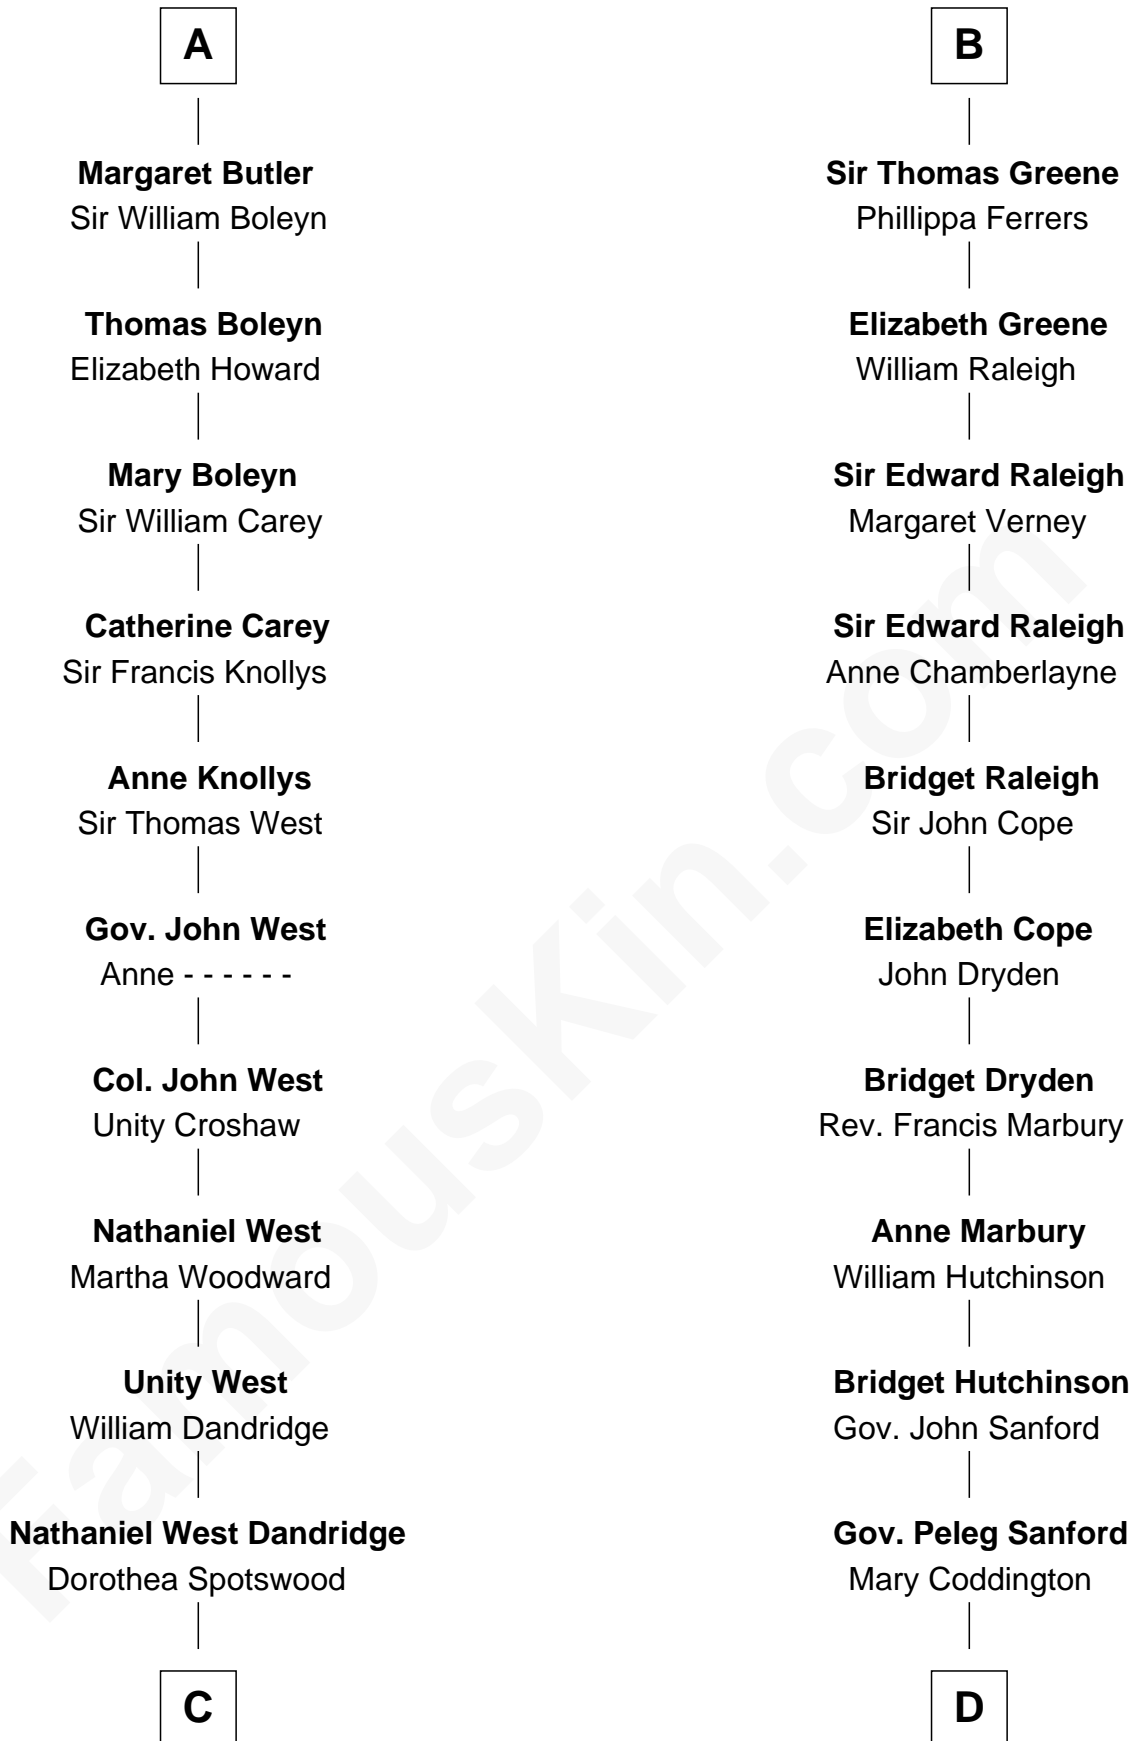 A
Margaret Butler
Sir William Boleyn
Thomas Boleyn
Elizabeth Howard
Mary Boleyn
Sir William Carey
Catherine Carey
Sir Francis Knollys
Anne Knollys
Sir Thomas West
Gov. John West
Anne - - - - - -
Col. John West
Unity Croshaw
Nathaniel West
Martha Woodward
Unity West
William Dandridge
Nathaniel West Dandridge
Dorothea Spotswood
C
B
Sir Thomas Greene
Phillippa Ferrers
Elizabeth Greene
William Raleigh
Sir Edward Raleigh
Margaret Verney
Sir Edward Raleigh
Anne Chamberlayne
Bridget Raleigh
Sir John Cope
Elizabeth Cope
John Dryden
Bridget Dryden
Rev. Francis Marbury
Anne Marbury
William Hutchinson
Bridget Hutchinson
Gov. John Sanford
Gov. Peleg Sanford
Mary Coddington
D
FamousKin.com